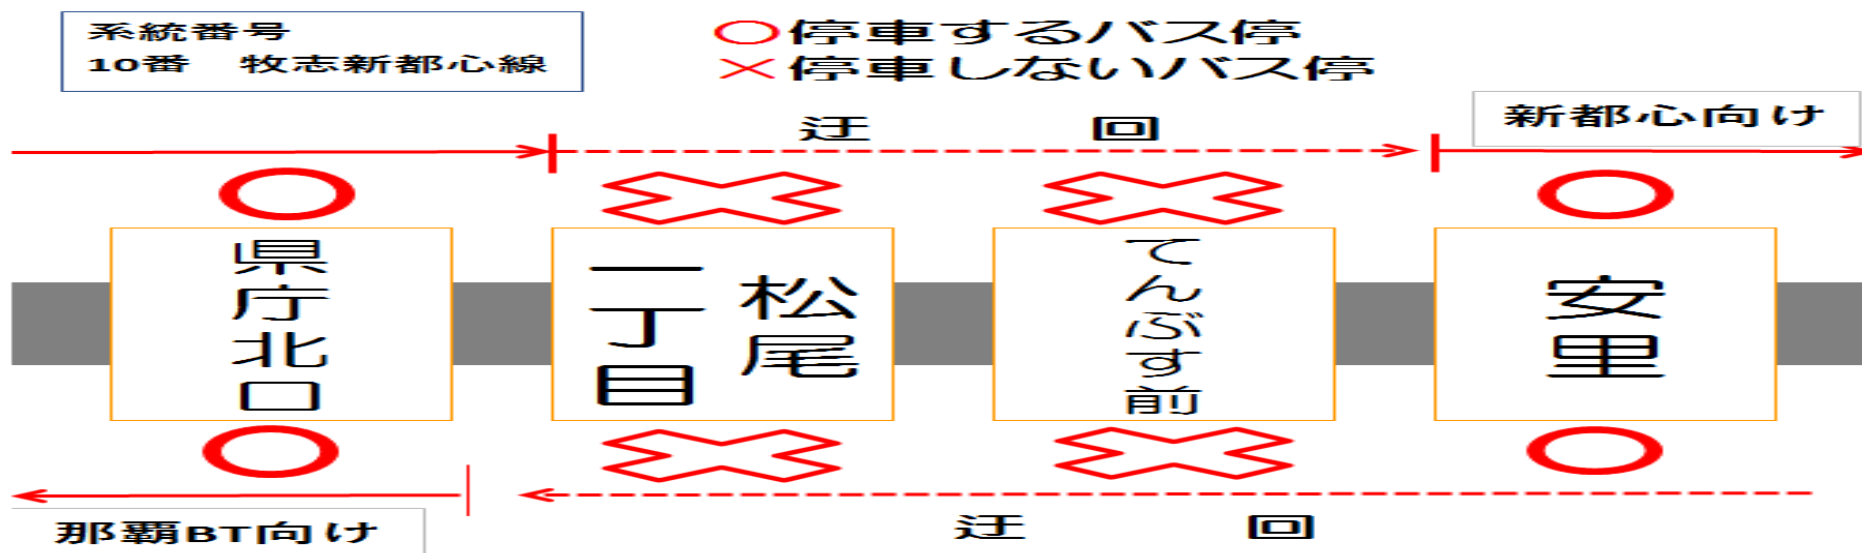 系統番号
10番　牧志新都心線
○停車するバス停
×停車しないバス停
迂　回
新都心向け
県庁北口
松尾
一丁目
てんぶす前
安里
那覇BT向け
迂　回